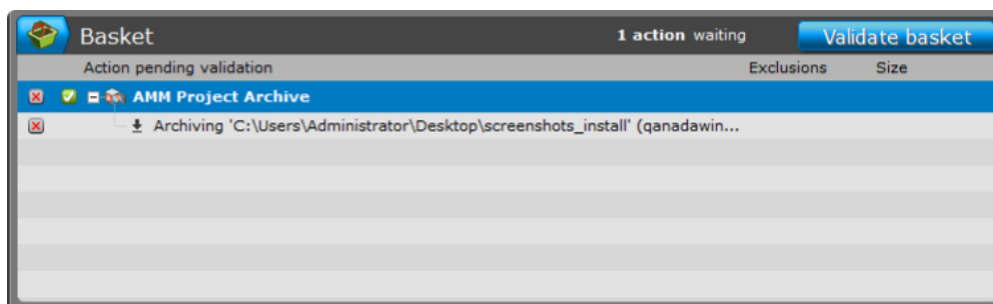 Basket 1 action waiting Validate basket
Action pending validation Exclusions Size
AMM Project Archive
Archiving 'C:\Users\Administrator\Desktop\screenshots_install' (qanadawin...